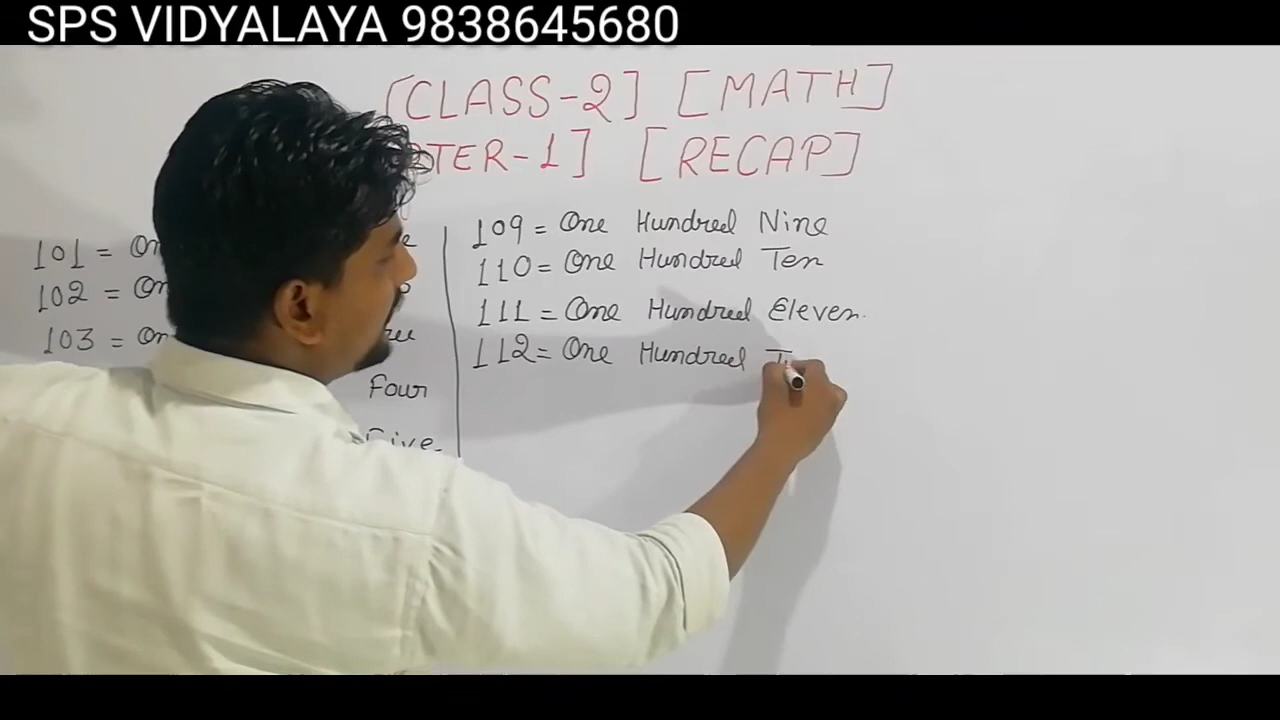 SPS VIDYALAYA 9838645680
[CLASS-2] [MATH]
TER-1] [RECAP]
101 = On
102 = On
103 = On
Four
Five
109 = One Hundred Nine
110 = One Hundred Ten
111 = One Hundred Eleven.
112 = One Hundred